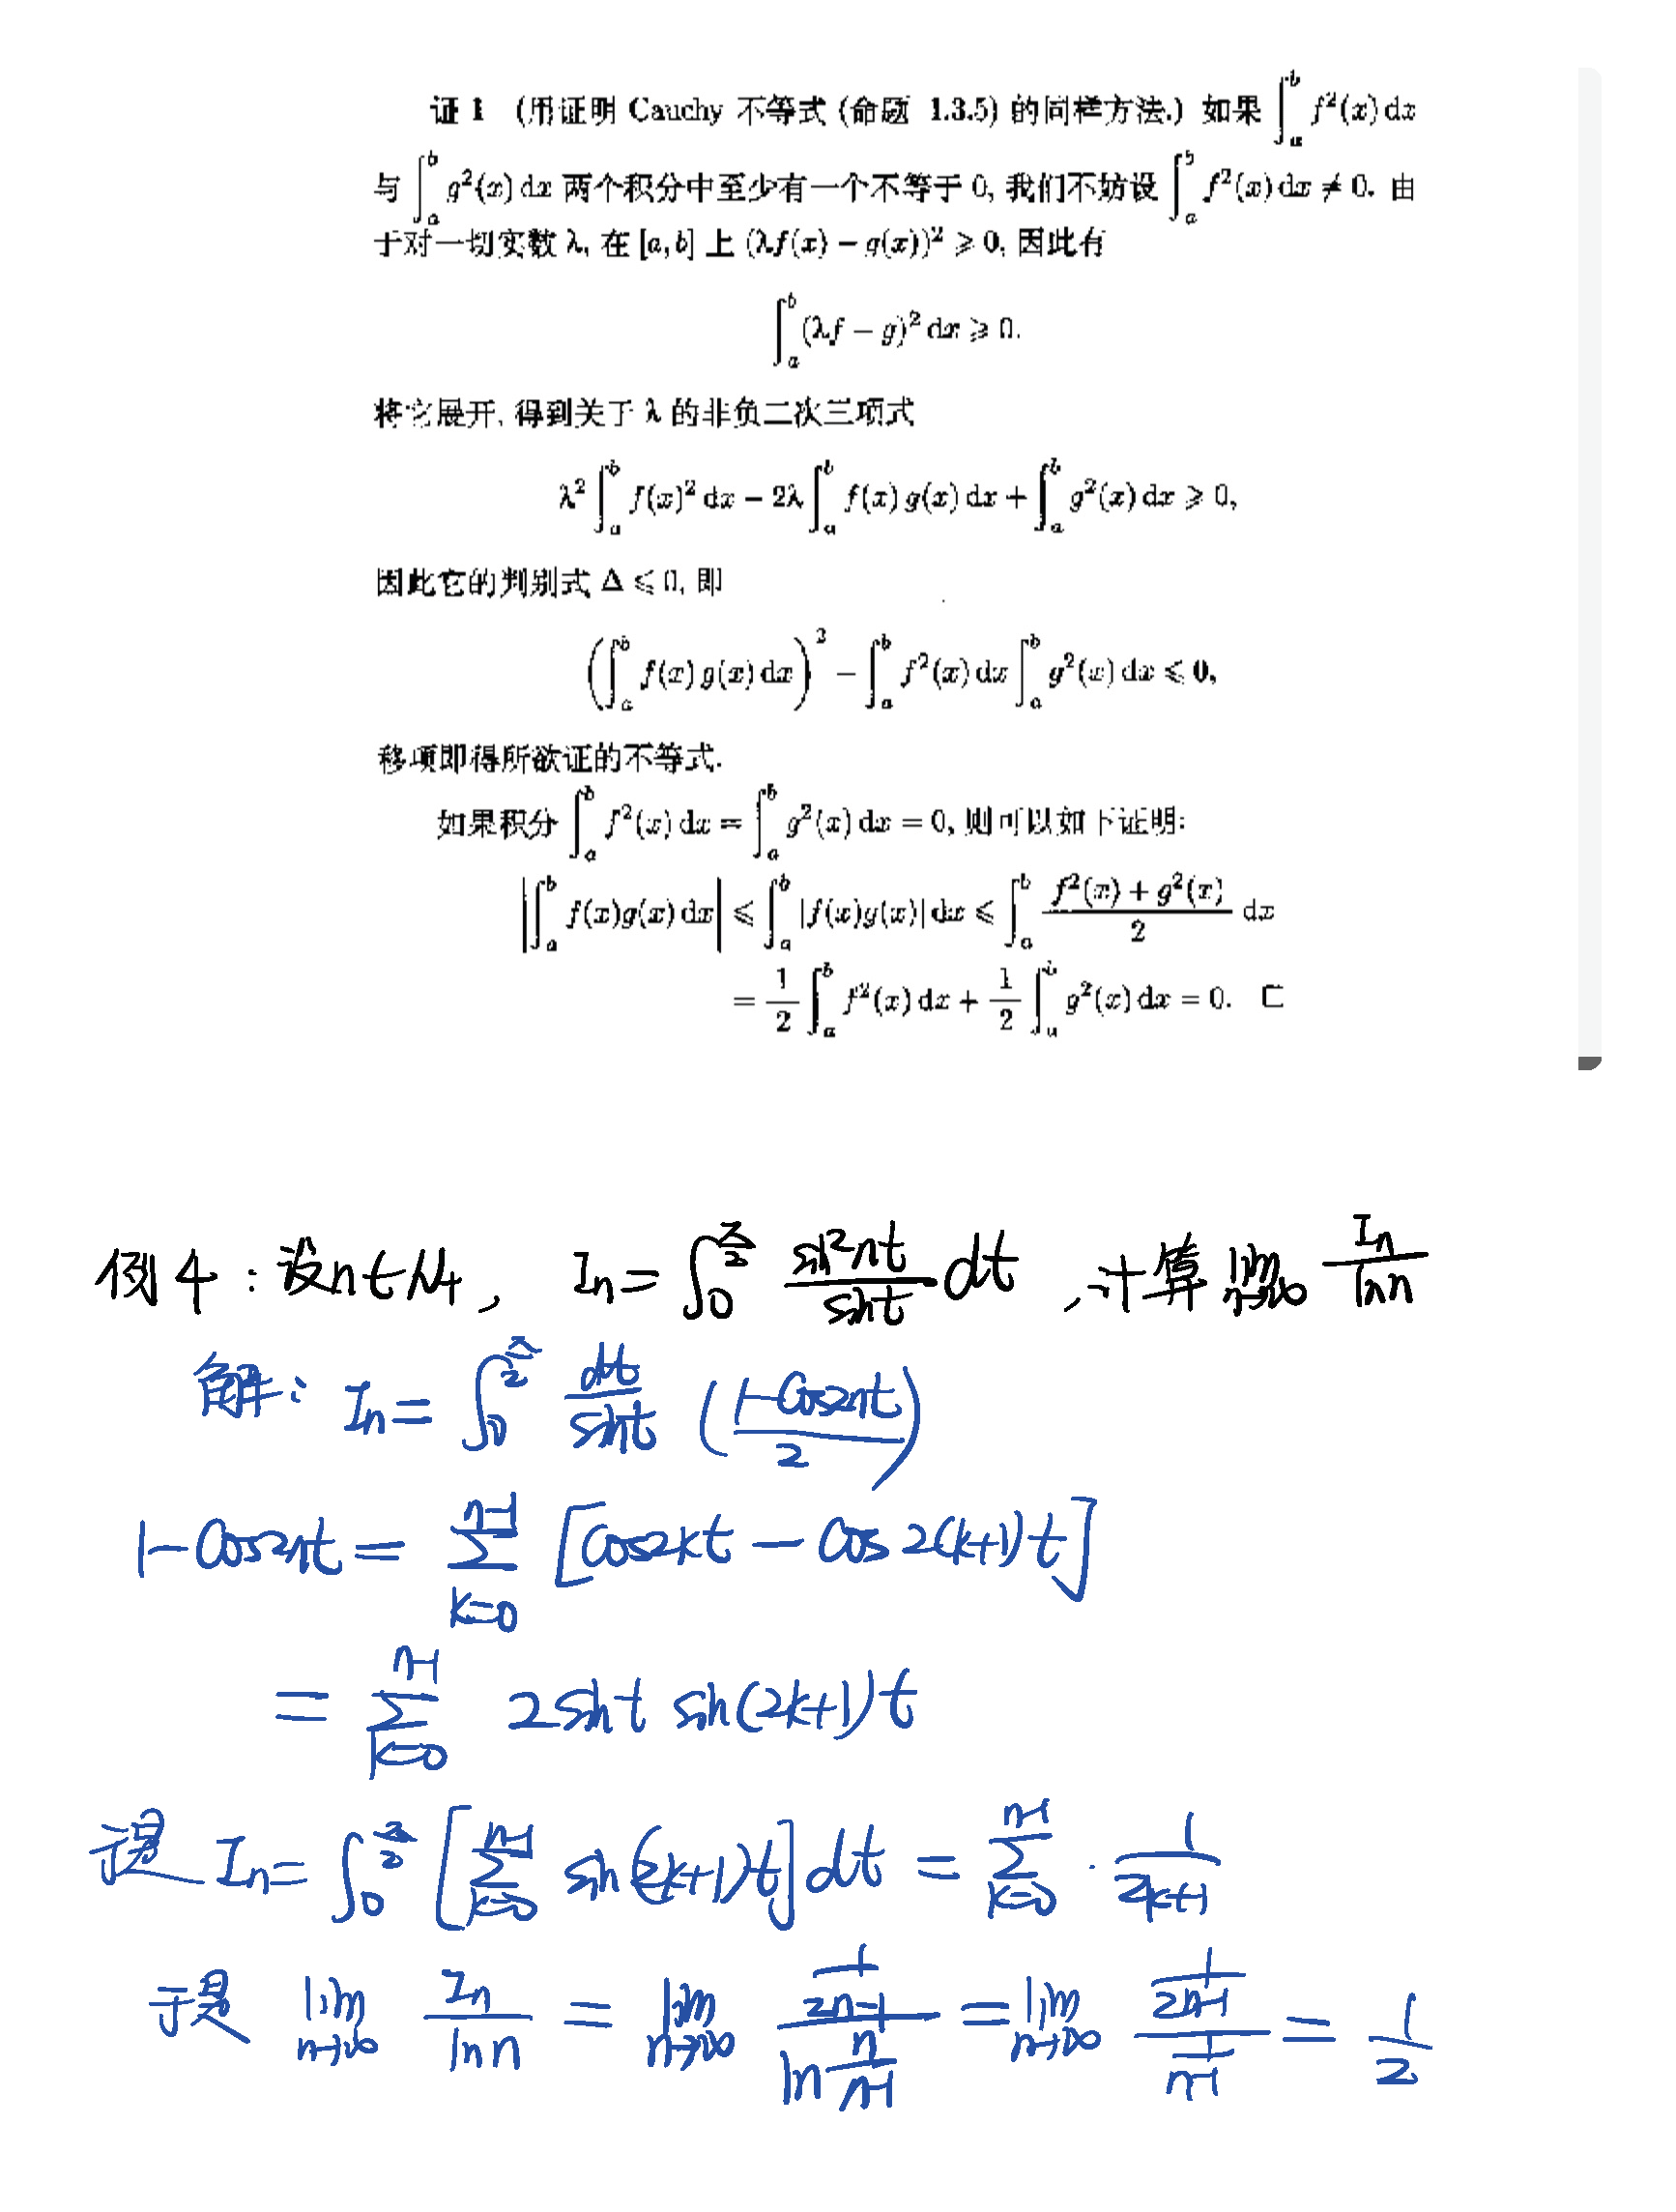 证 1 (用证明 Cauchy 不等式 (命题 1.3.5) 的同样方法.) 如果 $\int_a^b f^2(x)\,dx$
与 $\int_a^b g^2(x)\,dx$ 两个积分中至少有一个不等于 0, 我们不妨设 $\int_a^b f^2(x)\,dx \neq 0$. 由
于对一切实数 λ, 在 [a,b] 上 $(\lambda f(x) - g(x))^2 \geqslant 0$, 因此有
$\int_a^b (\lambda f - g)^2\,dx \geqslant 0.$
将它展开, 得到关于 λ 的非负二次三项式
$\lambda^2 \int_a^b f(x)^2\,dx - 2\lambda \int_a^b f(x)\,g(x)\,dx + \int_a^b g^2(x)\,dx \geqslant 0,$
因此它的判别式 $\Delta \leqslant 0$, 即
$\left(\int_a^b f(x)\,g(x)\,dx\right)^2 - \int_a^b f^2(x)\,dx \int_a^b g^2(x)\,dx \leqslant 0,$
移项即得所欲证的不等式.
如果积分 $\int_a^b f^2(x)\,dx = \int_a^b g^2(x)\,dx = 0$, 则可以如下证明:
$\left|\int_a^b f(x)g(x)\,dx\right| \leqslant \int_a^b |f(x)g(x)|\,dx \leqslant \int_a^b \frac{f^2(x)+g^2(x)}{2}\,dx$
$= \frac{1}{2}\int_a^b f^2(x)\,dx + \frac{1}{2}\int_a^b g^2(x)\,dx = 0.$ □
例4：设 $n \in N_+$, $I_n = \int_0^{\frac{\pi}{2}} \frac{\sin^2 nt}{\sin t} dt$, 计算 $\lim_{n\to\infty} \frac{I_n}{\ln n}$
解: $I_n = \int_0^{\frac{\pi}{2}} \frac{dt}{\sin t} \left(\frac{1-\cos 2nt}{2}\right)$
$1-\cos 2nt = \sum_{k=0}^{n-1} [\cos 2kt - \cos 2(k+1)t]$
$= \sum_{k=0}^{n-1} 2\sin t \sin(2k+1)t$
于是 $I_n = \int_0^{\frac{\pi}{2}} \left[\sum_{k=0}^{n-1} \sin(2k+1)t\right] dt = \sum_{k=0}^{n-1} \cdot \frac{1}{2k+1}$
于是 $\lim_{n\to\infty} \frac{I_n}{\ln n} = \lim_{n\to\infty} \frac{\frac{1}{2n-1}}{\ln \frac{n}{n-1}} = \lim_{n\to\infty} \frac{\frac{1}{2n-1}}{\frac{1}{n-1}} = \frac{1}{2}$